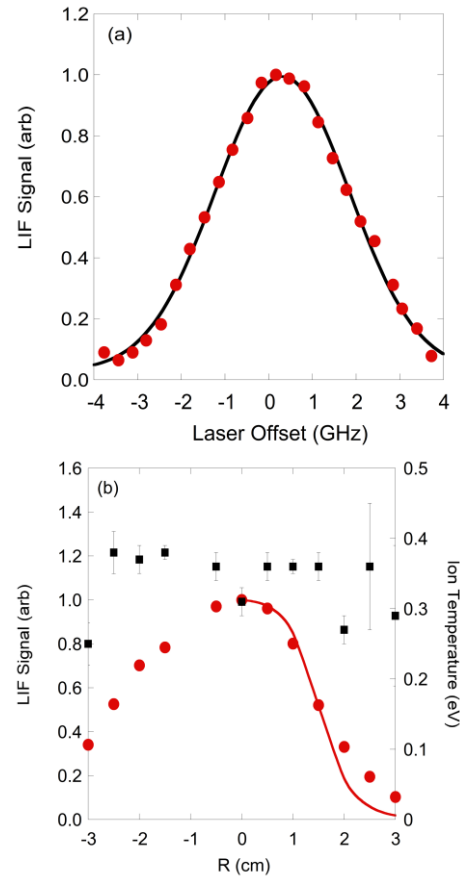 (a)
LIF Signal (arb)
1.2
1.0
0.8
0.6
0.4
0.2
0.0
-4 -3 -2 -1 0 1 2 3 4
Laser Offset (GHz)
(b)
LIF Signal (arb)
1.6
1.4
1.2
1.0
0.8
0.6
0.4
0.2
0.0
0.5
0.4
0.3
0.2
0.1
0
Ion Temperature
(eV)
-3 -2 -1 0 1 2 3
R (cm)